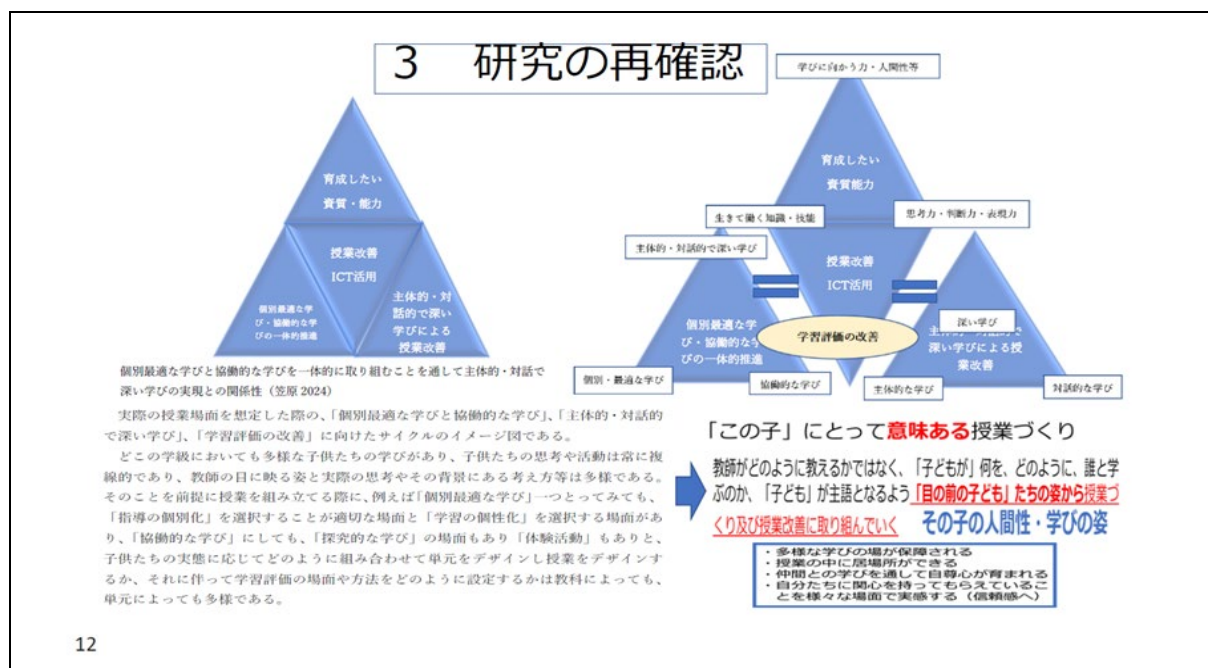 3 研究の再確認
育成したい
資質・能力
授業改善
ICT活用
個別最適な学
び・協働的な学
びの一体的推進
主体的・対
話的で深い
学びによる
授業改善
個別最適な学びと協働的な学びを一体的に取り組むことを通して主体的・対話で
深い学びの実現との関係性（笠原 2024）
実際の授業場面を想定した際の、「個別最適な学びと協働的な学び」、「主体的・対話的
で深い学び」、「学習評価の改善」に向けたサイクルのイメージ図である。
どこの学級においても多様な子供たちの学びがあり、子供たちの思考や活動は常に複
線的であり、教師の目に映る姿と実際の思考やその背景にある考え方等は多様である。
そのことを前提に授業を組み立てる際に、例えば「個別最適な学び」一つとってみても、
「指導の個別化」を選択することが適切な場面と「学習の個性化」を選択する場面があ
り、「協働的な学び」にしても、「探究的な学び」の場面もあり「体験活動」もありと、
子供たちの実態に応じてどのように組み合わせて単元をデザインし授業をデザインす
るか、それに伴って学習評価の場面や方法をどのように設定するかは教科によっても、
単元によっても多様である。
学びに向かう力・人間性等
育成したい
資質能力
生きて働く知識・技能
思考力・判断力・表現力
主体的・対話的で深い学び
授業改善
ICT活用
個別最適な学
び・協働的な学
びの一体的推進
学習評価の改善
深い学び
深い学びによる授
業改善
個別・最適な学び
協働的な学び
主体的な学び
対話的な学び
「この子」にとって意味ある授業づくり
教師がどのように教えるかではなく、「子どもが」何を、どのように、誰と学
ぶのか、「子ども」が主語となるよう「目の前の子ども」たちの姿から授業づ
くり及び授業改善に取り組んでいく その子の人間性・学びの姿
・多様な学びの場が保障される
・授業の中に居場所ができる
・仲間との学びを通して自尊心が育まれる
・自分たちに関心を持ってもらえているこ
とを様々な場面で実感する（信頼感へ）
12